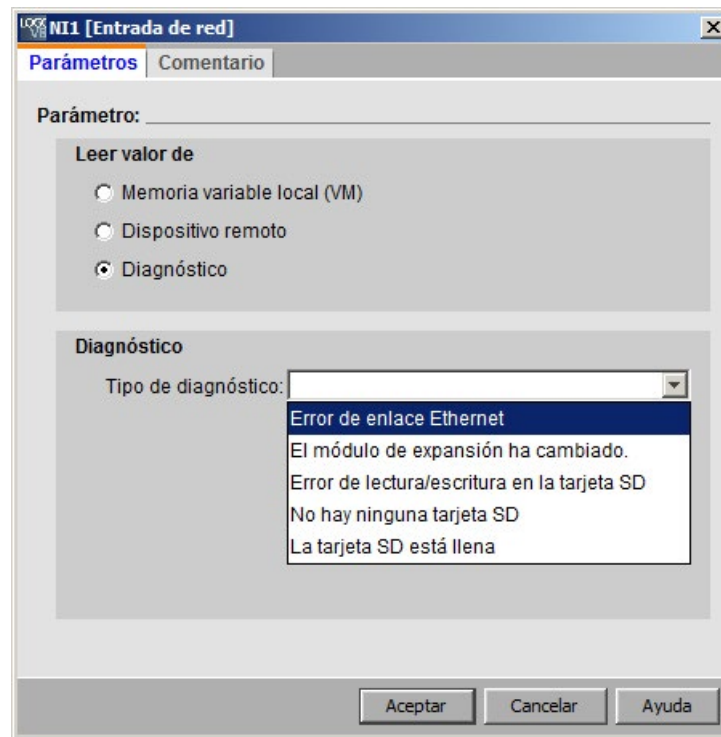 NI1 [Entrada de red]
Parámetros Comentario
Parámetro:
Leer valor de
Memoria variable local (VM)
Dispositivo remoto
Diagnóstico
Diagnóstico
Tipo de diagnóstico:
Error de enlace Ethernet
El módulo de expansión ha cambiado.
Error de lectura/escritura en la tarjeta SD
No hay ninguna tarjeta SD
La tarjeta SD está llena
Aceptar Cancelar Ayuda